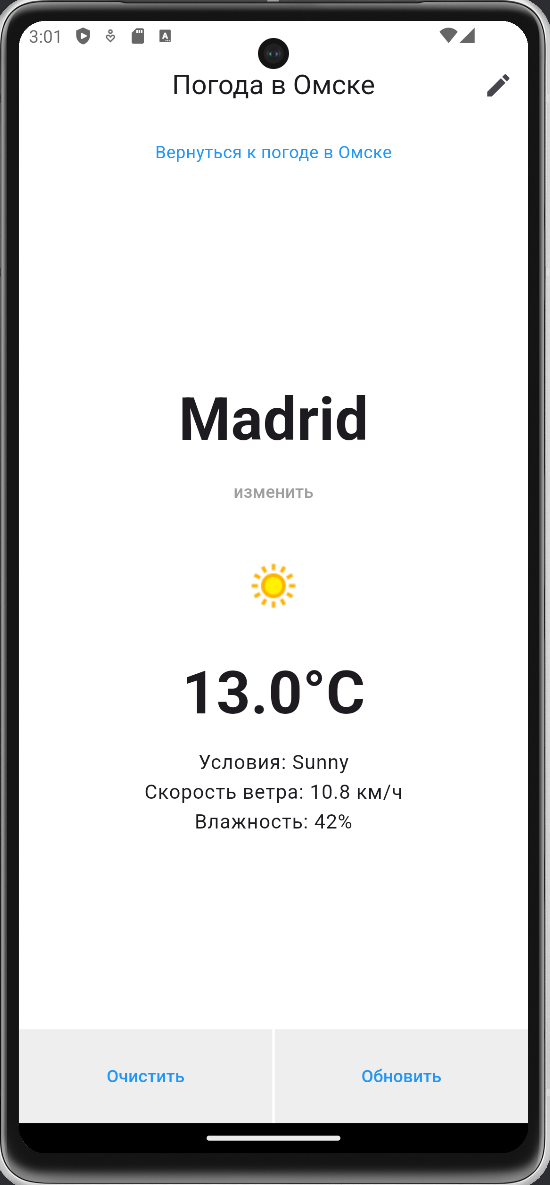 3:01
Погода в Омске
Вернуться к погоде в Омске
Madrid
изменить
13.0°C
Условия: Sunny
Скорость ветра: 10.8 км/ч
Влажность: 42%
Очистить
Обновить